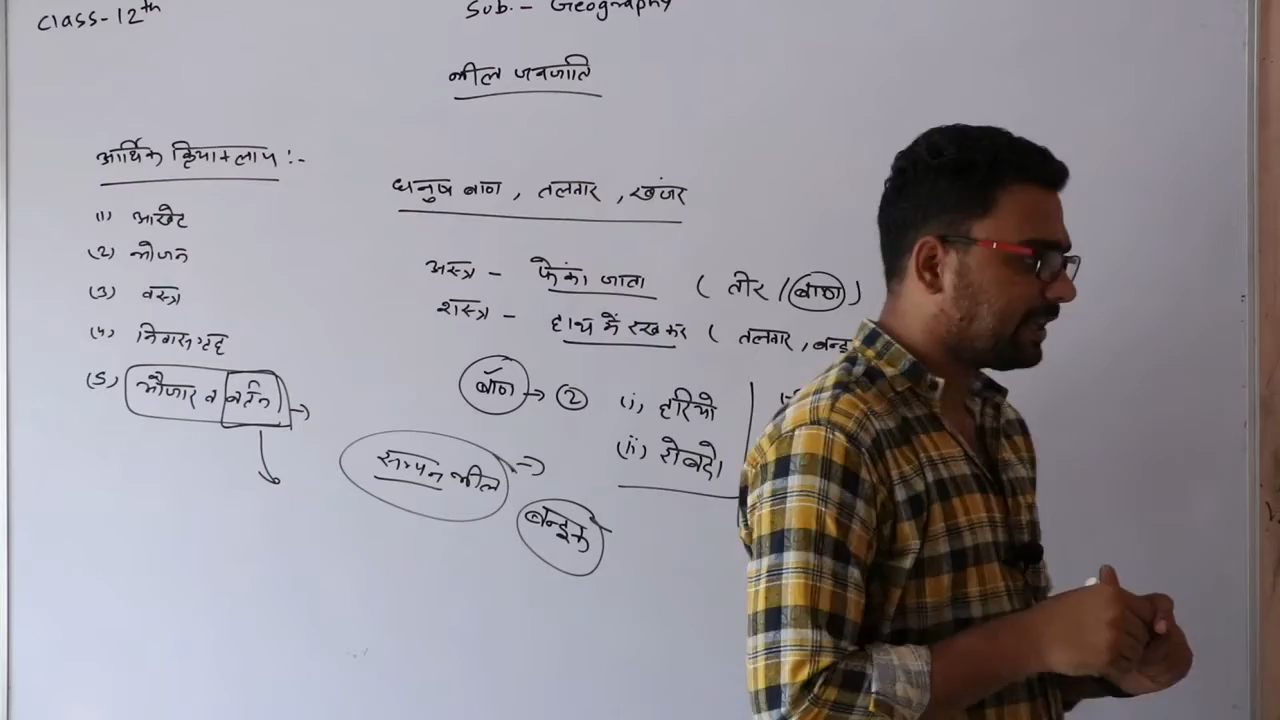 Class-12th
Sub.- Geography
भील जनजाति
आर्थिक क्रियाकलाप :-
(1) आखेट
(2) भोजन
(3) वस्त्र
(4) निवास गृह
(5) औजार व बर्तन →
धनुष बाण, तलवार, खंजर
अस्त्र - फेंका जाता ( तीर / बाण )
शस्त्र - हाथ में रखकर ( तलवार, बन्दू
बाण → (2) (i) हरियो
(ii) रोबदो
सम्पन्न भील →
बन्दूक